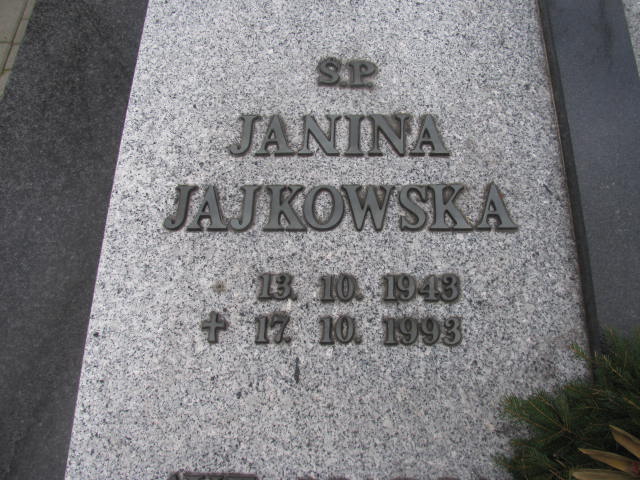 Ś.P.
JANINA
JAJKOWSKA
13. 10. 1943
✝ 17. 10. 1993